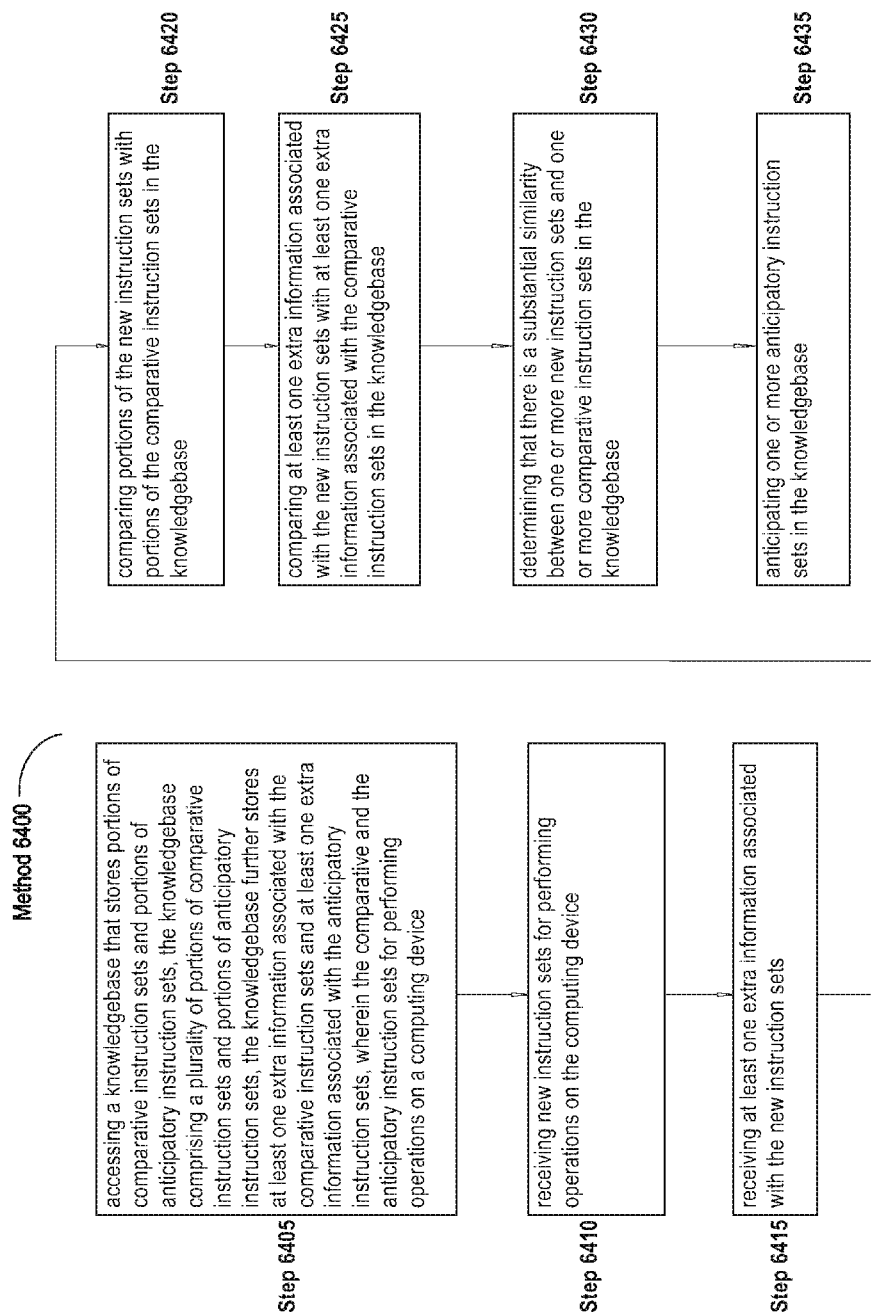 Method 6400
accessing a knowledgebase that stores portions of
comparative instruction sets and portions of
anticipatory instruction sets, the knowledgebase
comprising a plurality of portions of comparative
instruction sets and portions of anticipatory
instruction sets, the knowledgebase further stores
at least one extra information associated with the
comparative instruction sets and at least one extra
information associated with the anticipatory
instruction sets, wherein the comparative and the
anticipatory instruction sets for performing
operations on a computing device
Step 6405
receiving new instruction sets for performing
operations on the computing device
Step 6410
receiving at least one extra information associated
with the new instruction sets
Step 6415
comparing portions of the new instruction sets with
portions of the comparative instruction sets in the
knowledgebase
Step 6420
comparing at least one extra information associated
with the new instruction sets with at least one extra
information associated with the comparative
instruction sets in the knowledgebase
Step 6425
determining that there is a substantial similarity
between one or more new instruction sets and one
or more comparative instruction sets in the
knowledgebase
Step 6430
anticipating one or more anticipatory instruction
sets in the knowledgebase
Step 6435